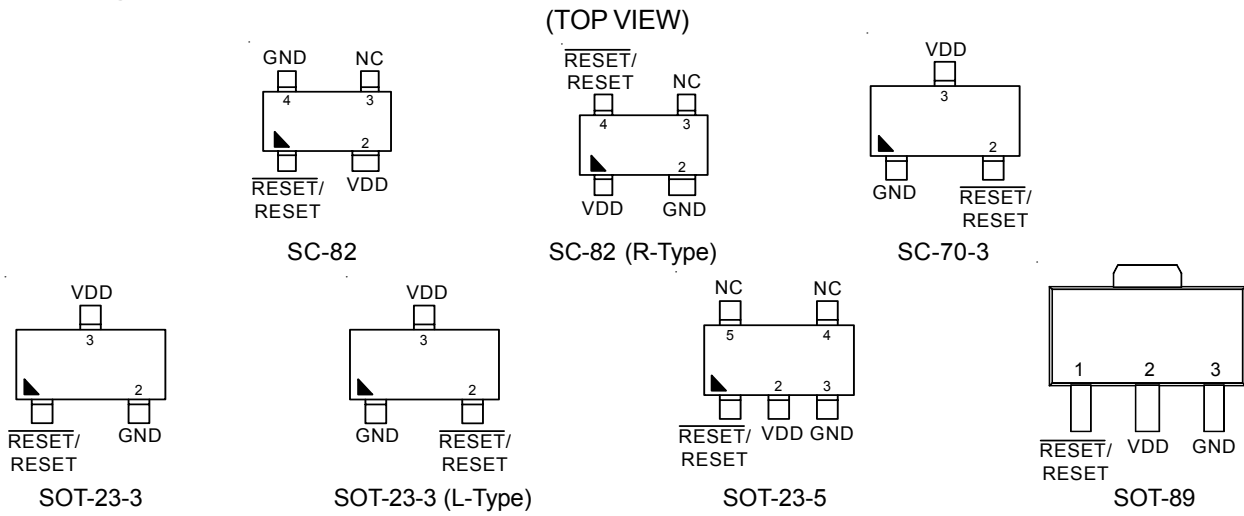 (TOP VIEW)
GND NC
4 3
2
RESET/ VDD
RESET
SC-82
RESET/
RESET NC
4 3
2
VDD GND
SC-82 (R-Type)
VDD
3
2
GND RESET/
RESET
SC-70-3
VDD
3
2
RESET/ GND
RESET
SOT-23-3
VDD
3
2
GND RESET/
RESET
SOT-23-3 (L-Type)
NC NC
5 4
2 3
RESET/ VDD GND
RESET
SOT-23-5
1 2 3
RESET/ VDD GND
RESET
SOT-89